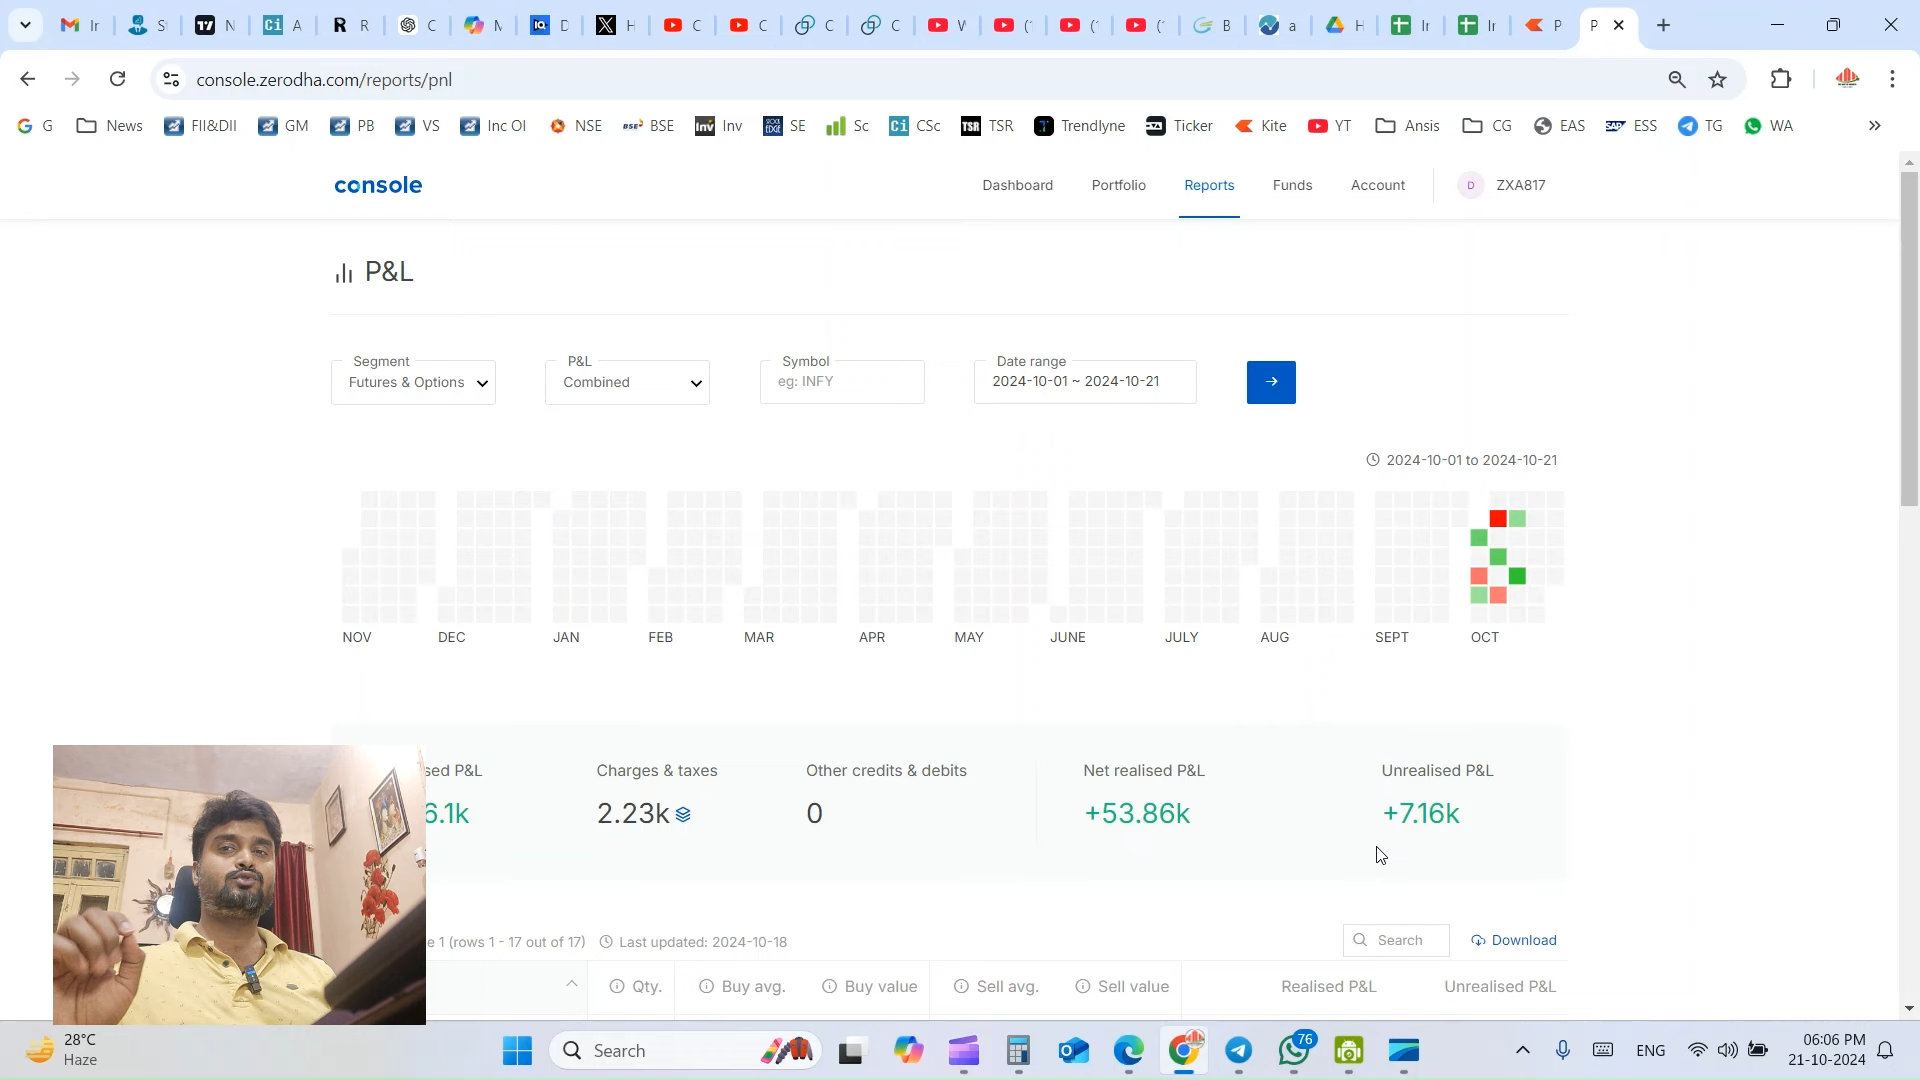 Ir S N A R C M D H C C C C V (' (' (' B a H Ir Ir P P
console.zerodha.com/reports/pnl
G News FII&DII GM PB VS Inc OI NSE BSE Inv SE Sc CSc TSR Trendlyne Ticker Kite YT Ansis CG EAS ESS TG WA
console Dashboard Portfolio Reports Funds Account D ZXA817
P&L
Segment P&L Symbol Date range
Futures & Options Combined eg: INFY 2024-10-01 ~ 2024-10-21
2024-10-01 to 2024-10-21
NOV DEC JAN FEB MAR APR MAY JUNE JULY AUG SEPT OCT
sed P&L Charges & taxes Other credits & debits Net realised P&L Unrealised P&L
6.1k 2.23k 0 +53.86k +7.16k
e 1 (rows 1 - 17 out of 17) Last updated: 2024-10-18 Search Download
Qty. Buy avg. Buy value Sell avg. Sell value Realised P&L Unrealised P&L
28°C
Haze
Search
76
ENG
06:06 PM
21-10-2024